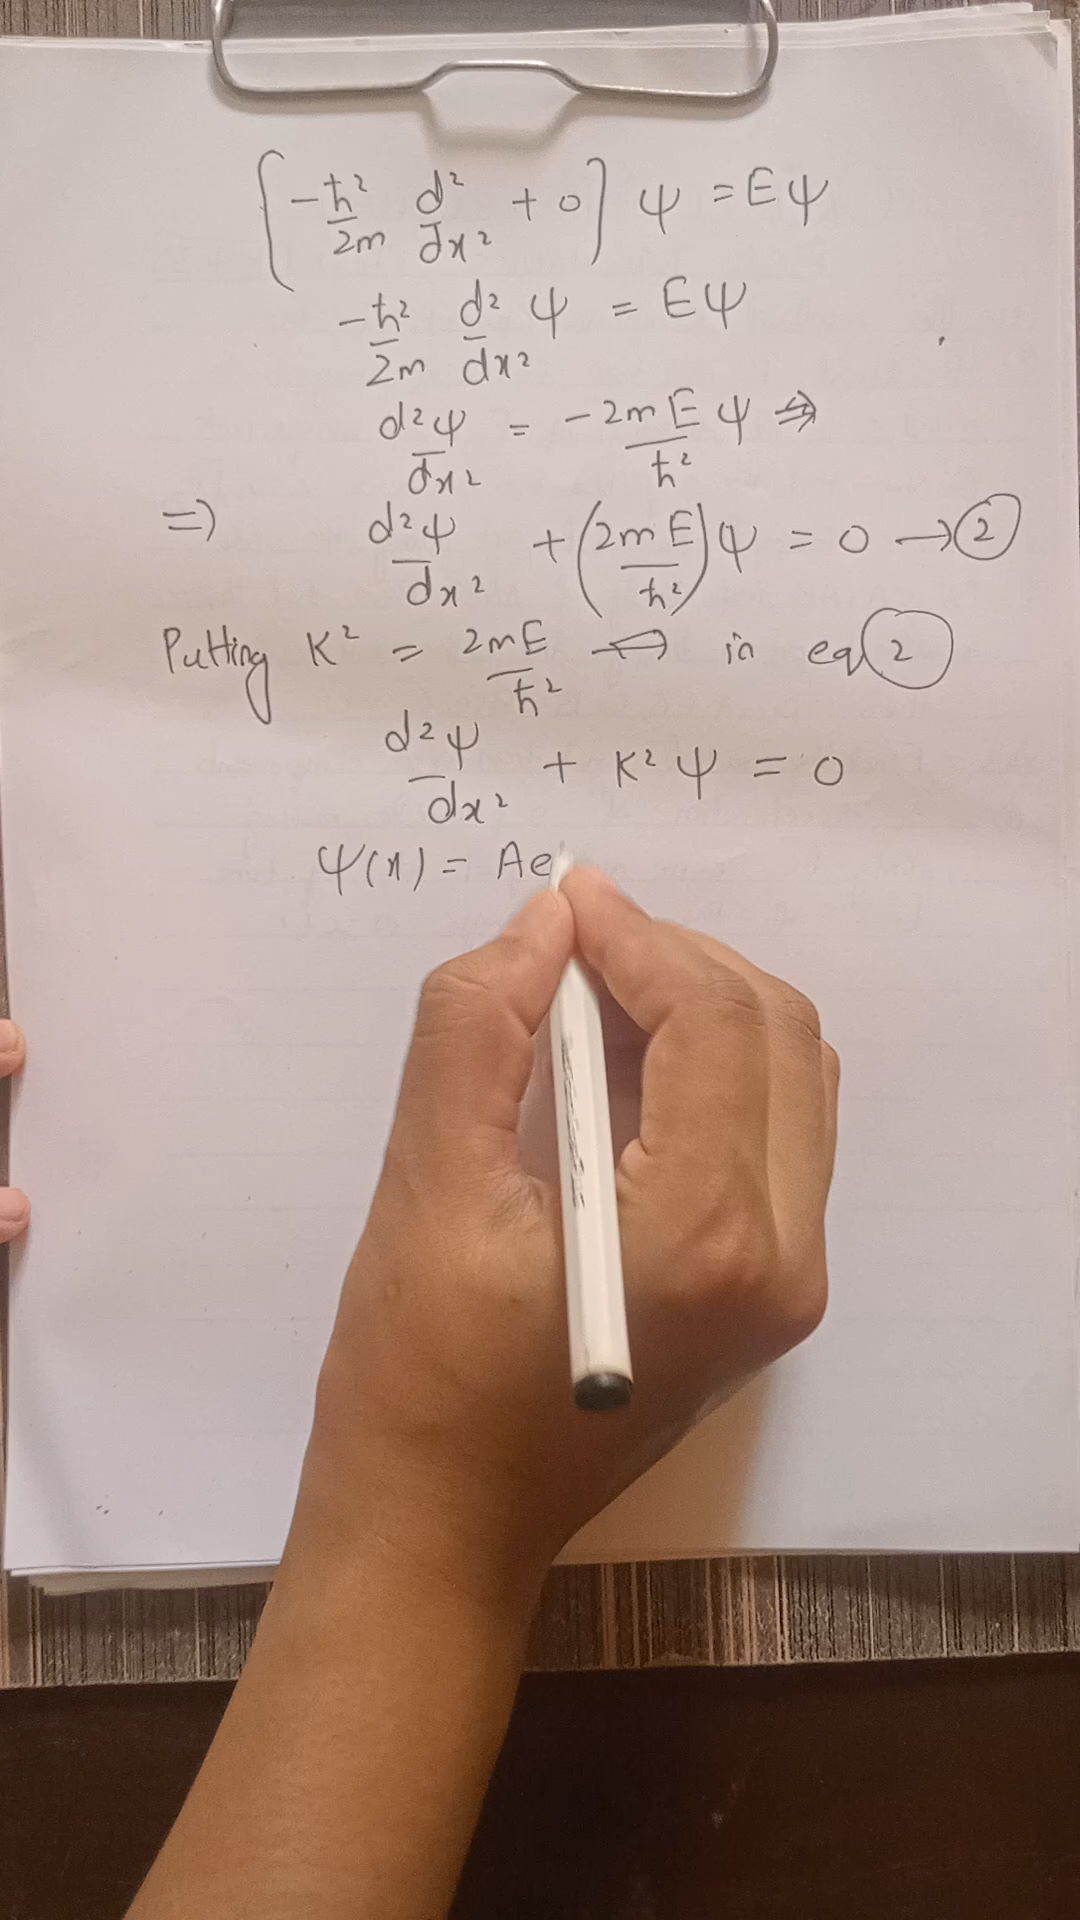 [-ħ²/2m d²/dx² + 0] ψ = Eψ
-ħ²/2m d²/dx² ψ = Eψ
d²ψ/dx² = -2mE/ħ² ψ ⇒
⇒ d²ψ/dx² + (2mE/ħ²) ψ = 0 → ②
Putting K² = 2mE/ħ² ⇔ in eq ②
d²ψ/dx² + K²ψ = 0
ψ(x) = Ae